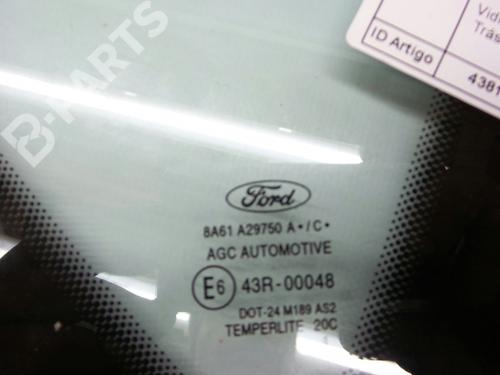 B-PARTS
Trás
ID Artigo
4381
Ford
8A61 A29750 A•/C•
AGC AUTOMOTIVE
E6 43R-00048
DOT-24 M189 AS2
TEMPERLITE 20C